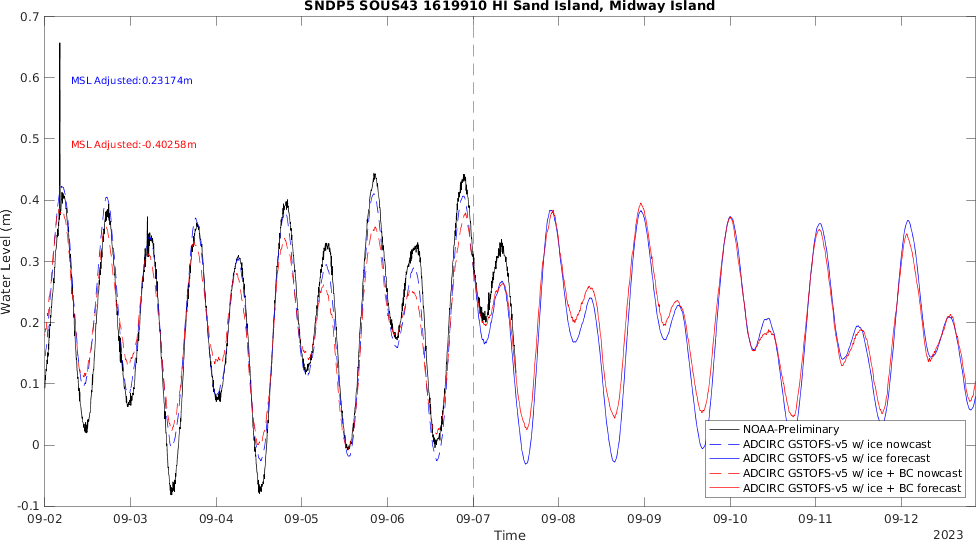 SNDP5 SOUS43 1619910 HI Sand Island, Midway Island
0.7
0.6
0.5
0.4
0.3
0.2
0.1
0
-0.1
Water Level (m)
MSL Adjusted:0.23174m
MSL Adjusted:-0.40258m
NOAA-Preliminary
ADCIRC GSTOFS-v5 w/ ice nowcast
ADCIRC GSTOFS-v5 w/ ice forecast
ADCIRC GSTOFS-v5 w/ ice + BC nowcast
ADCIRC GSTOFS-v5 w/ ice + BC forecast
09-02 09-03 09-04 09-05 09-06 09-07 09-08 09-09 09-10 09-11 09-12
Time
2023